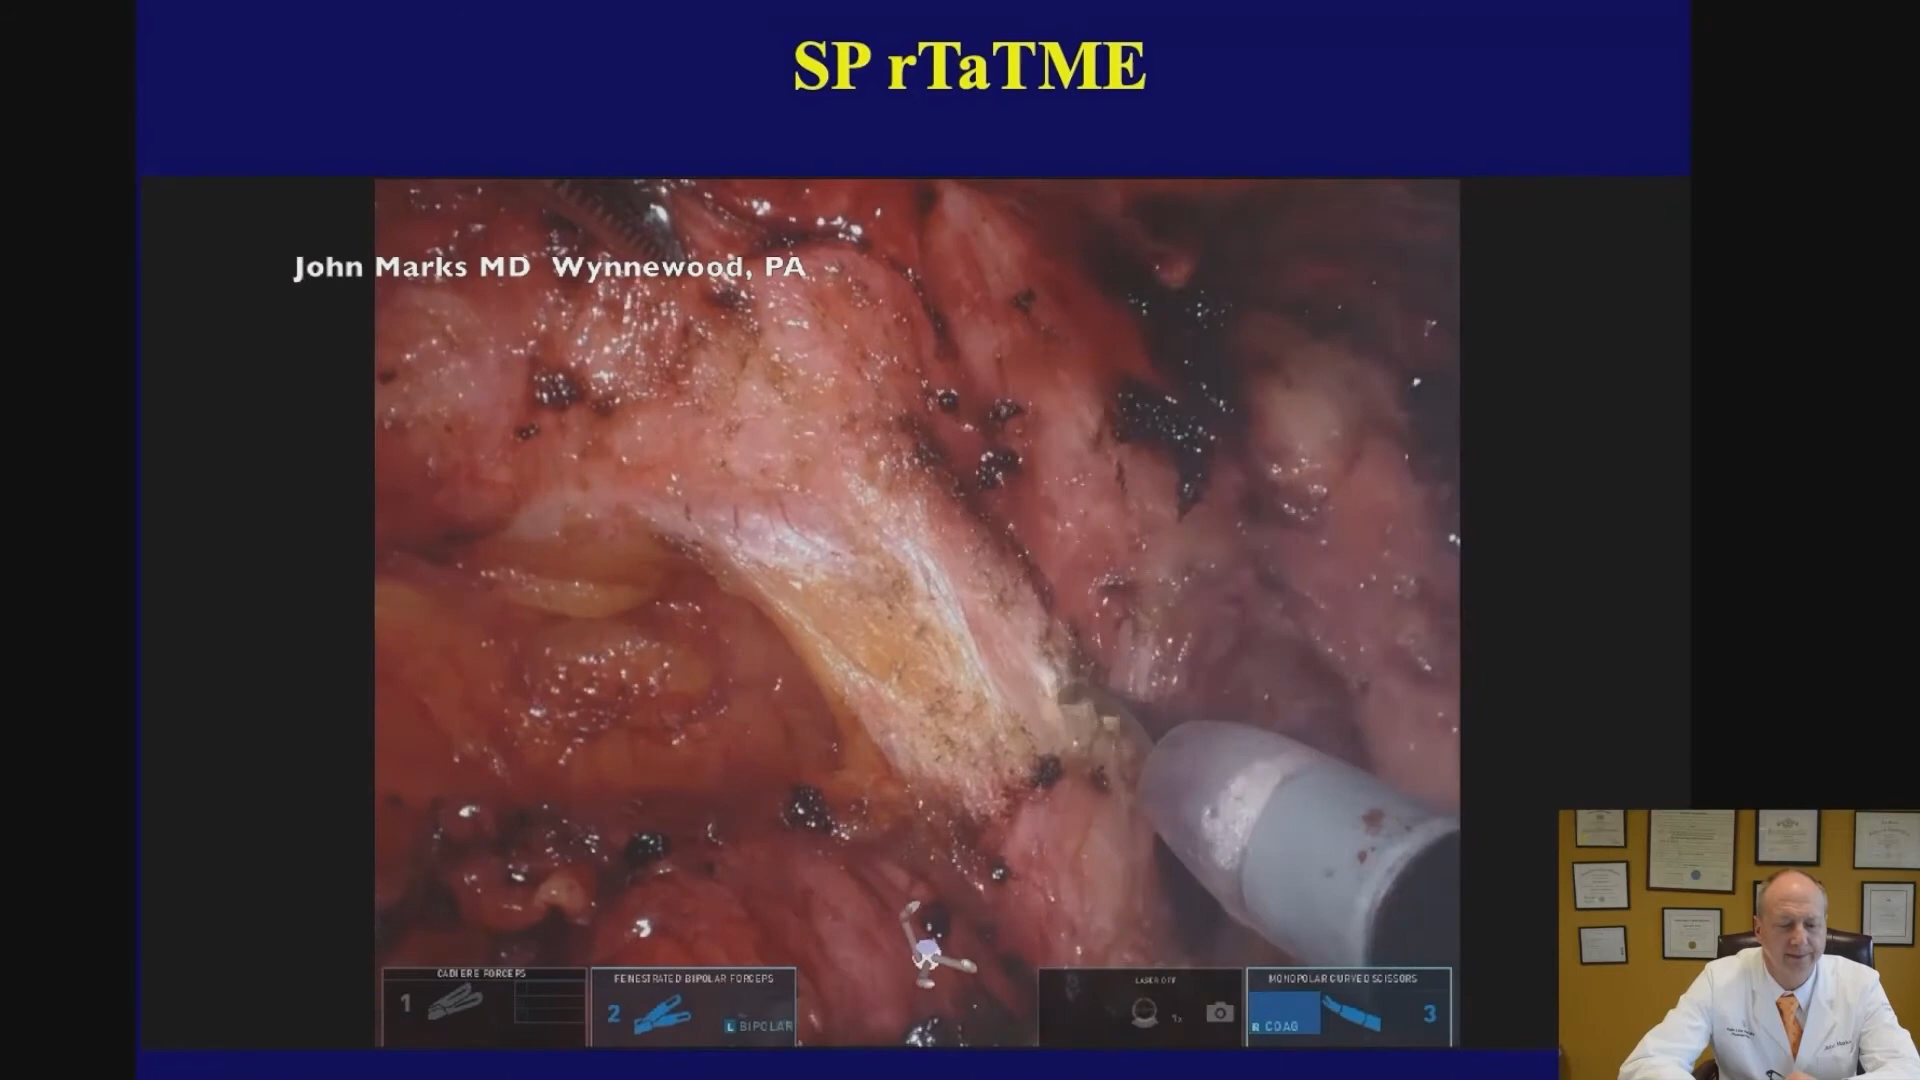 SP rTaTME
John Marks MD Wynnewood, PA
CADIERE FORCEPS
1
FENESTRATED BIPOLAR FORCEPS
2
L BIPOLAR
LASER OFF
1x
MONOPOLAR CURVED SCISSORS
R COAG
3